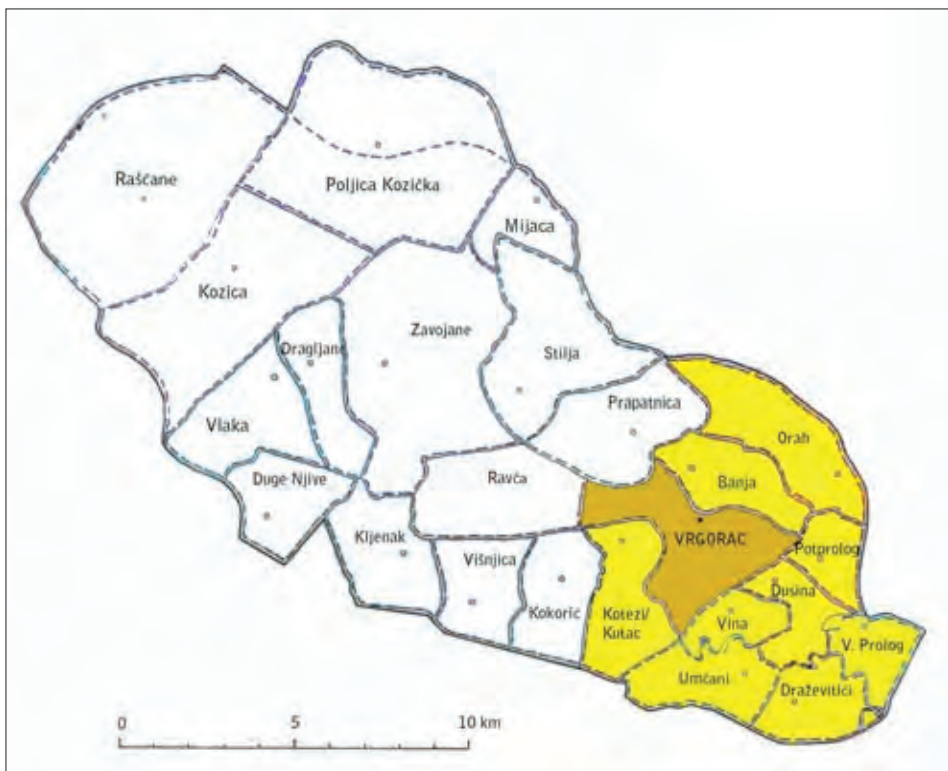 Rašćane
Poljica Kozička
Mijaca
Kozica
Zavojane
Dragljane
Stilja
Prapatnica
Vlaka
Orah
Duge Njive
Ravča
Banja
Kljenak
VRGORAC
Potprolog
Višnjica
Dusina
Kokorić
Kotezi/
Kutac
Vina
V. Prolog
Umčani
Draževitići
0 5 10 km